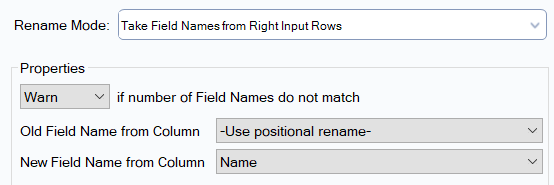 Rename Mode: Take Field Names from Right Input Rows
Properties
Warn if number of Field Names do not match
Old Field Name from Column -Use positional rename-
New Field Name from Column Name